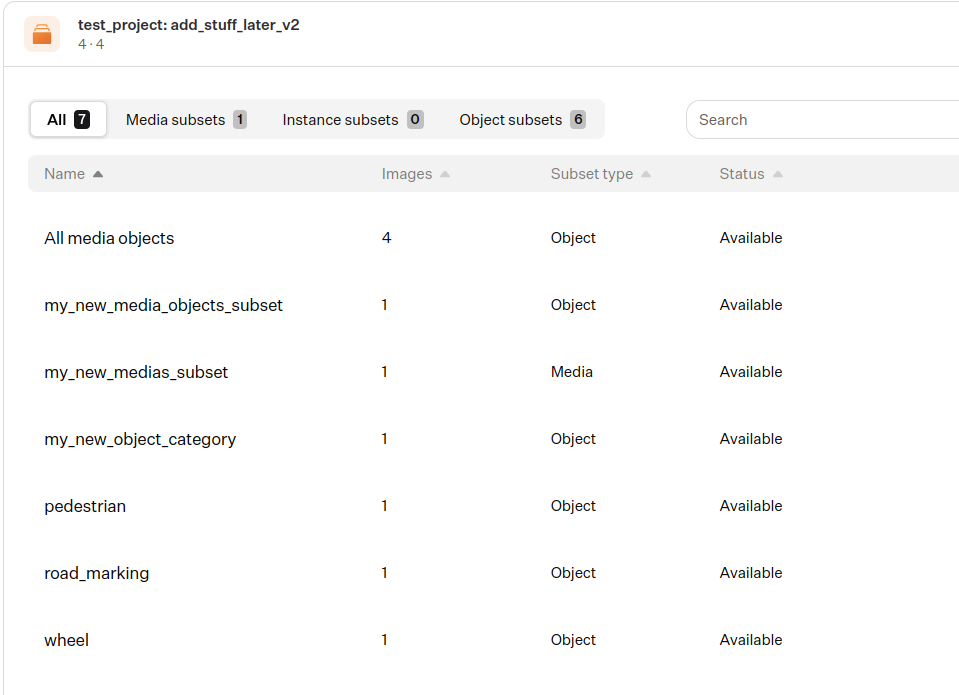 test_project: add_stuff_later_v2
4 · 4
All 7 Media subsets 1 Instance subsets 0 Object subsets 6 Search
Name Images Subset type Status
All media objects 4 Object Available
my_new_media_objects_subset 1 Object Available
my_new_medias_subset 1 Media Available
my_new_object_category 1 Object Available
pedestrian 1 Object Available
road_marking 1 Object Available
wheel 1 Object Available